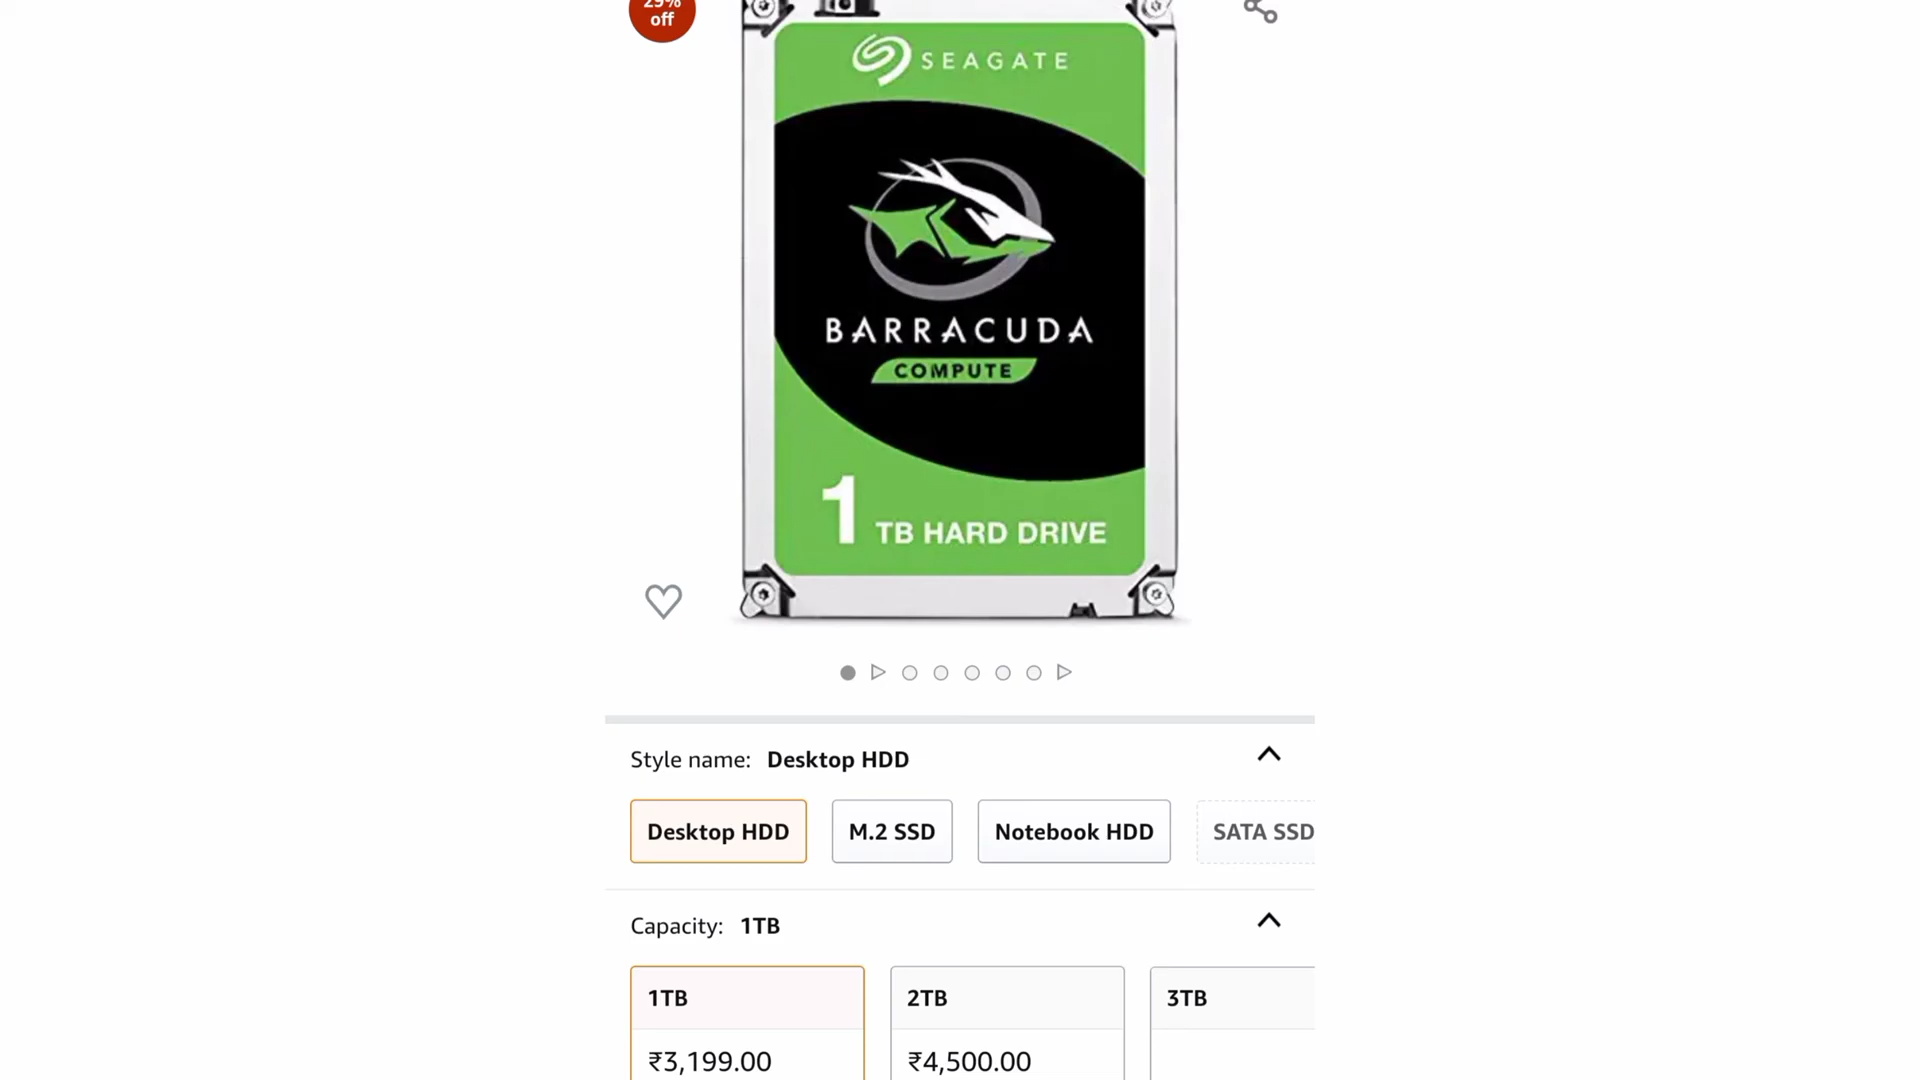 29%
off
SEAGATE
BARRACUDA
COMPUTE
1 TB HARD DRIVE
Style name: Desktop HDD
Desktop HDD M.2 SSD Notebook HDD SATA SSD
Capacity: 1TB
1TB 2TB 3TB
₹3,199.00 ₹4,500.00